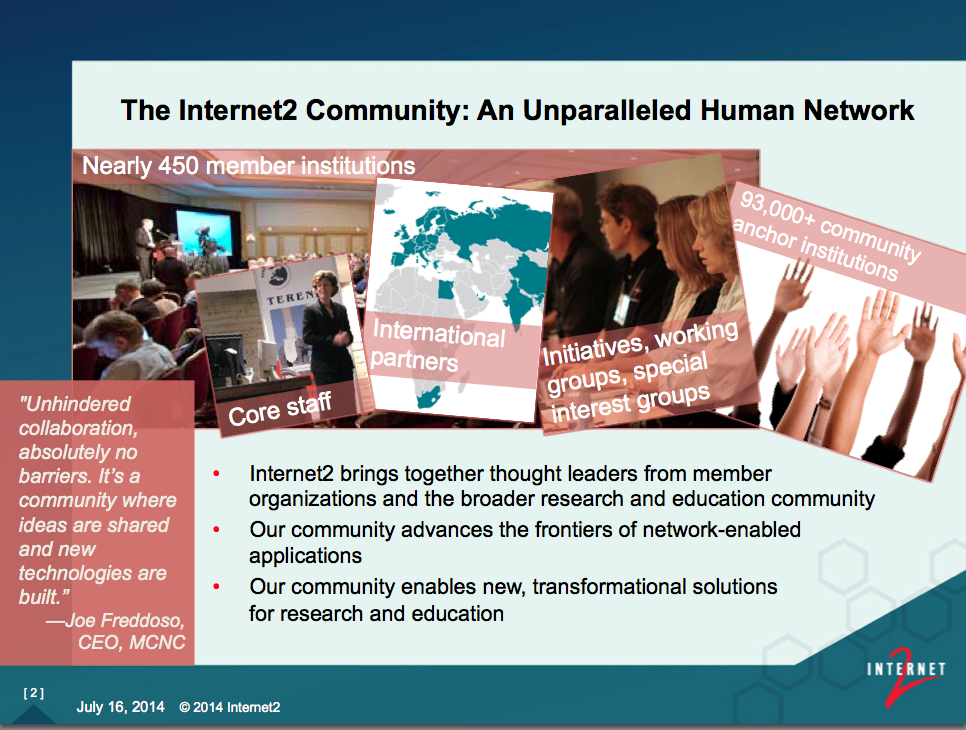 The Internet2 Community: An Unparalleled Human Network
Nearly 450 member institutions
93,000+ community
anchor institutions
TEREN
International
partners
Initiatives, working
groups, special
interest groups
Core staff
"Unhindered
collaboration,
absolutely no
barriers. It’s a
community where
ideas are shared
and new
technologies are
built.”
—Joe Freddoso,
CEO, MCNC
• Internet2 brings together thought leaders from member
organizations and the broader research and education community
• Our community advances the frontiers of network-enabled
applications
• Our community enables new, transformational solutions
for research and education
INTERNET
2
[ 2 ]
July 16, 2014 © 2014 Internet2